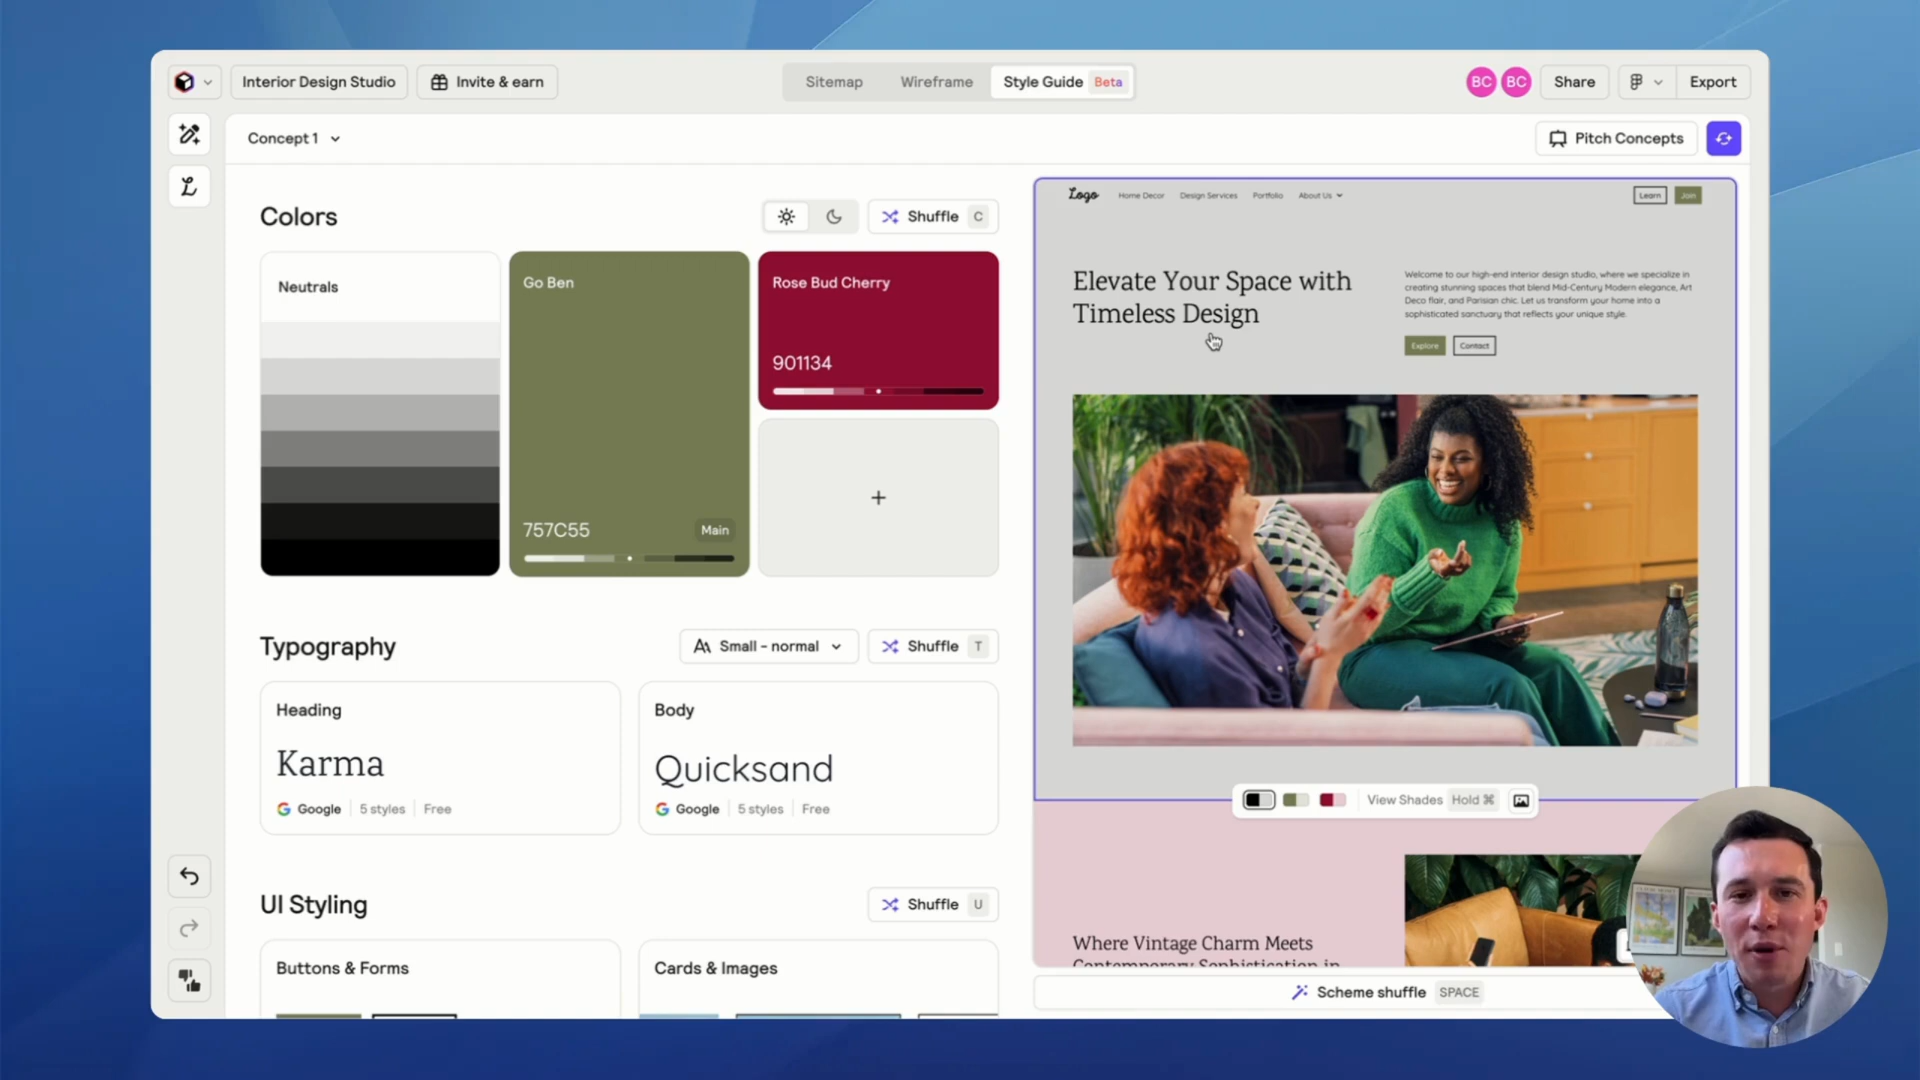 Interior Design Studio
Invite & earn
Sitemap
Wireframe
Style Guide Beta
BC
BC
Share
Export
Concept 1
Pitch Concepts
Colors
Shuffle C
Neutrals
Go Ben
757C55
Main
Rose Bud Cherry
901134
+
Typography
Small - normal
Shuffle T
Heading
Karma
Google
5 styles
Free
Body
Quicksand
Google
5 styles
Free
UI Styling
Shuffle U
Buttons & Forms
Cards & Images
Logo
Home Decor
Design Services
Portfolio
About Us
Learn
Join
Elevate Your Space with
Timeless Design
Welcome to our high-end interior design studio, where we specialize in
creating stunning spaces that blend Mid-Century Modern elegance, Art
Deco flair, and Parisian chic. Let us transform your home into a
sophisticated sanctuary that reflects your unique style.
Explore
Contact
View Shades
Hold ⌘
Where Vintage Charm Meets
Contemporary Sophistication in
Scheme shuffle
SPACE